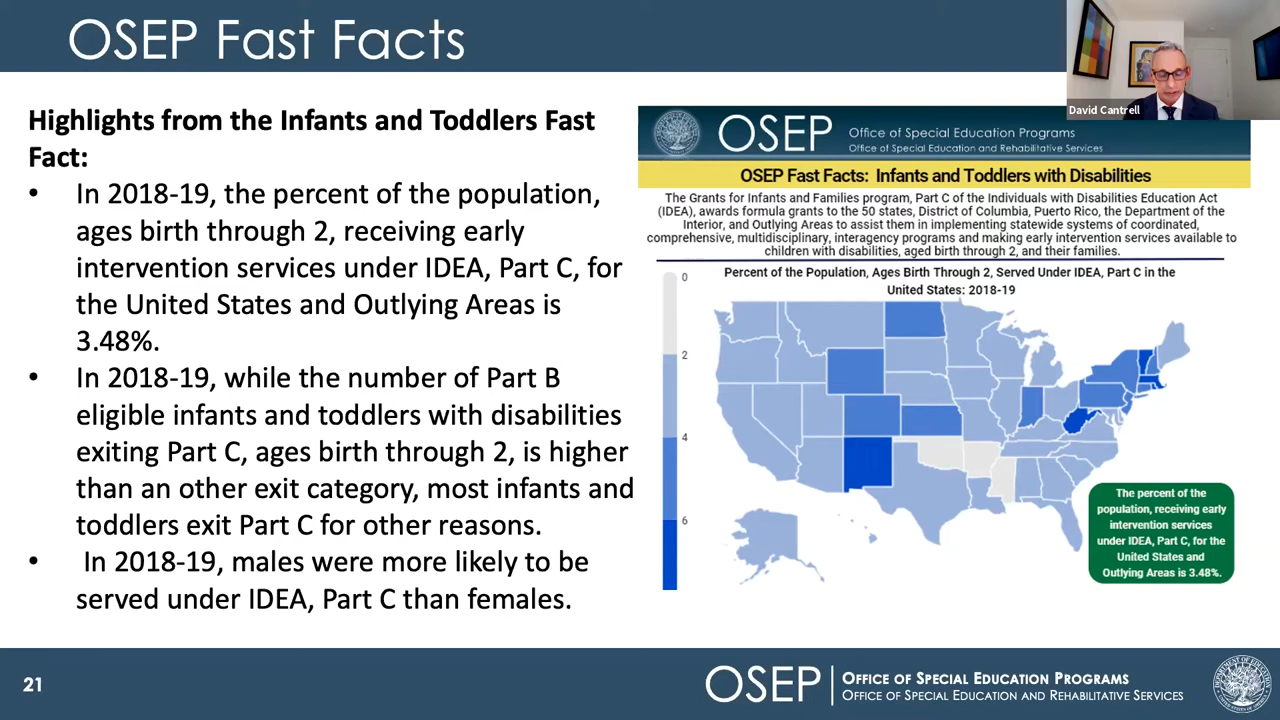 OSEP Fast Facts
David Cantrell
Highlights from the Infants and Toddlers Fast
Fact:
• In 2018-19, the percent of the population,
ages birth through 2, receiving early
intervention services under IDEA, Part C, for
the United States and Outlying Areas is
3.48%.
• In 2018-19, while the number of Part B
eligible infants and toddlers with disabilities
exiting Part C, ages birth through 2, is higher
than an other exit category, most infants and
toddlers exit Part C for other reasons.
• In 2018-19, males were more likely to be
served under IDEA, Part C than females.
OSEP
Office of Special Education Programs
Office of Special Education and Rehabilitative Services
OSEP Fast Facts: Infants and Toddlers with Disabilities
The Grants for Infants and Families program, Part C of the Individuals with Disabilities Education Act
(IDEA), awards formula grants to the 50 states, District of Columbia, Puerto Rico, the Department of the
Interior, and Outlying Areas to assist them in implementing statewide systems of coordinated,
comprehensive, multidisciplinary, interagency programs and making early intervention services available to
children with disabilities, aged birth through 2, and their families.
Percent of the Population, Ages Birth Through 2, Served Under IDEA, Part C in the
United States: 2018-19
0
2
4
6
The percent of the
population, receiving early
intervention services
under IDEA, Part C, for the
United States and
Outlying Areas is 3.48%.
21
OSEP
OFFICE OF SPECIAL EDUCATION PROGRAMS
OFFICE OF SPECIAL EDUCATION AND REHABILITATIVE SERVICES